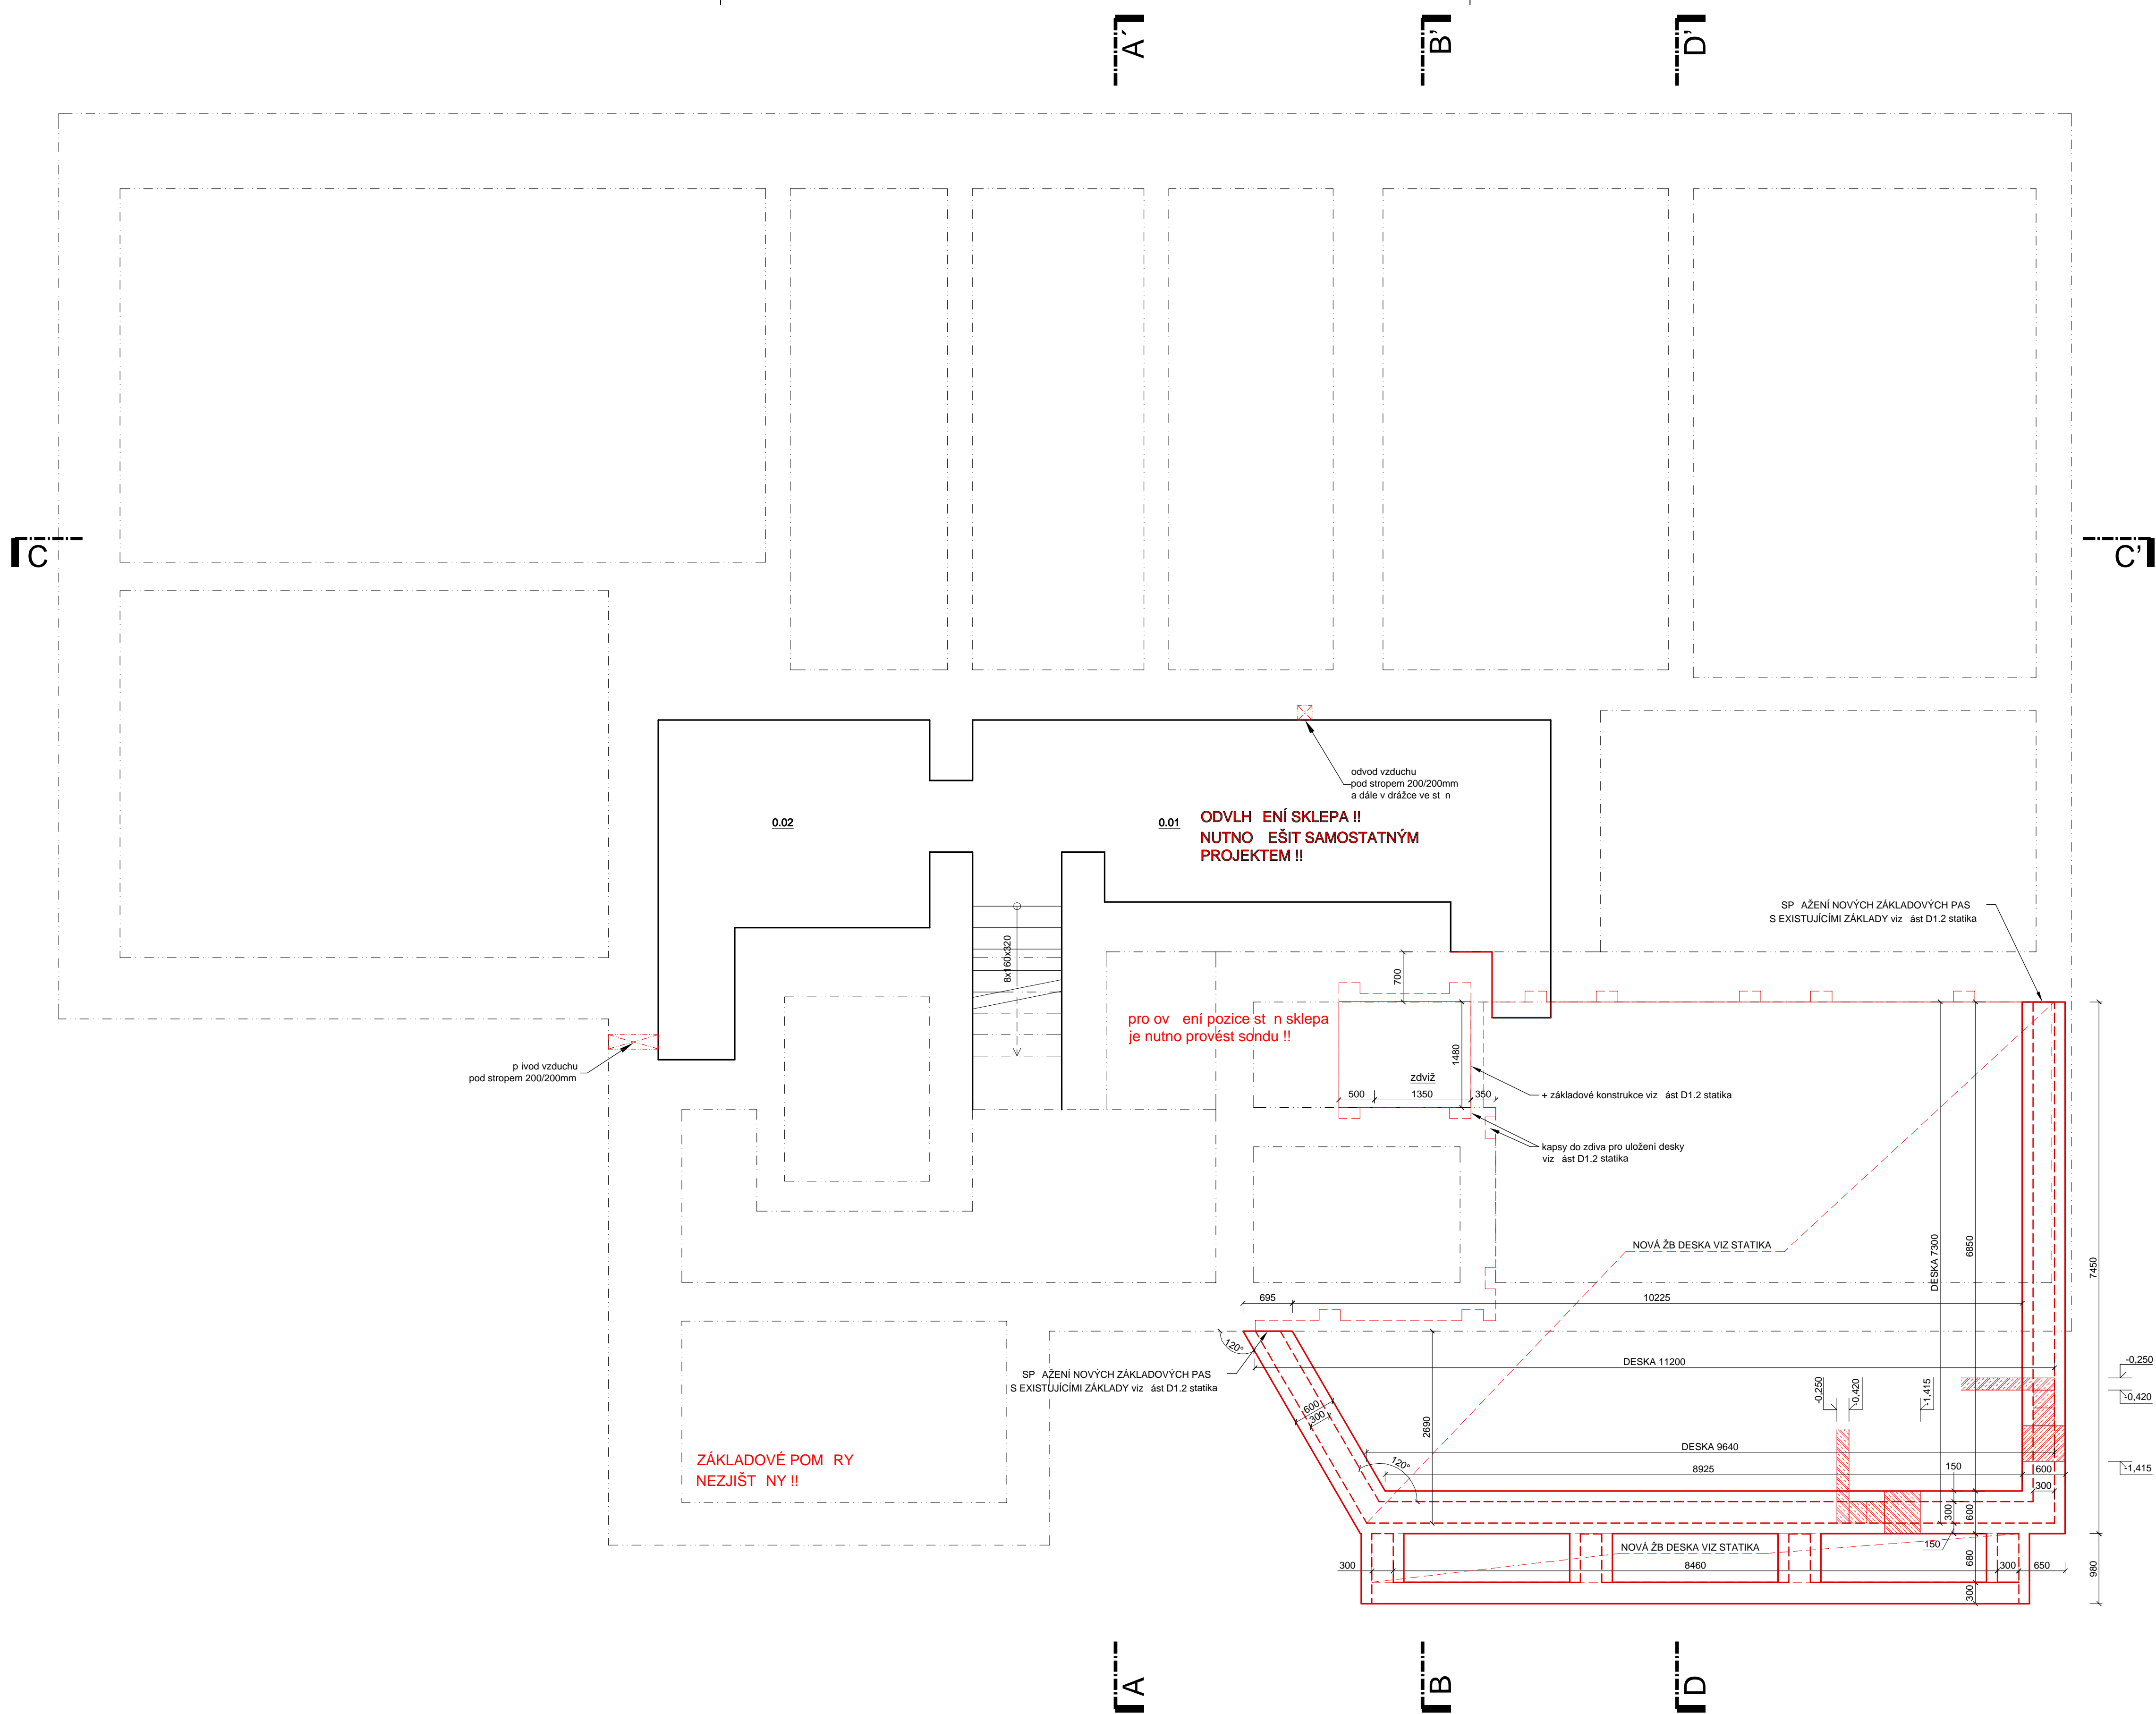 A´
B'
D'
C
C'
odvod vzduchu
pod stropem 200/200mm
a dále v drážce ve st n
0.02
0.01
ODVLH ENÍ SKLEPA !!
NUTNO EŠIT SAMOSTATNÝM
PROJEKTEM !!
SP AŽENÍ NOVÝCH ZÁKLADOVÝCH PAS
S EXISTUJÍCÍMI ZÁKLADY viz ást D1.2 statika
8x160x320
700
pro ov ení pozice st n sklepa
je nutno provést sondu !!
1480
p ivod vzduchu
pod stropem 200/200mm
zdviž
500
1350
350
+ základové konstrukce viz ást D1.2 statika
kapsy do zdiva pro uložení desky
viz ást D1.2 statika
NOVÁ ŽB DESKA VIZ STATIKA
DESKA 7300
6850
7450
695
10225
120°
DESKA 11200
SP AŽENÍ NOVÝCH ZÁKLADOVÝCH PAS
S EXISTUJÍCÍMI ZÁKLADY viz ást D1.2 statika
-0,250
-0,420
-1,415
-0,250
-0,420
-1,415
600
300
2690
DESKA 9640
120°
8925
150
600
300
ZÁKLADOVÉ POM RY
NEZJIŠT NY !!
300
600
150
NOVÁ ŽB DESKA VIZ STATIKA
300
8460
680
300
650
980
300
A
B
D